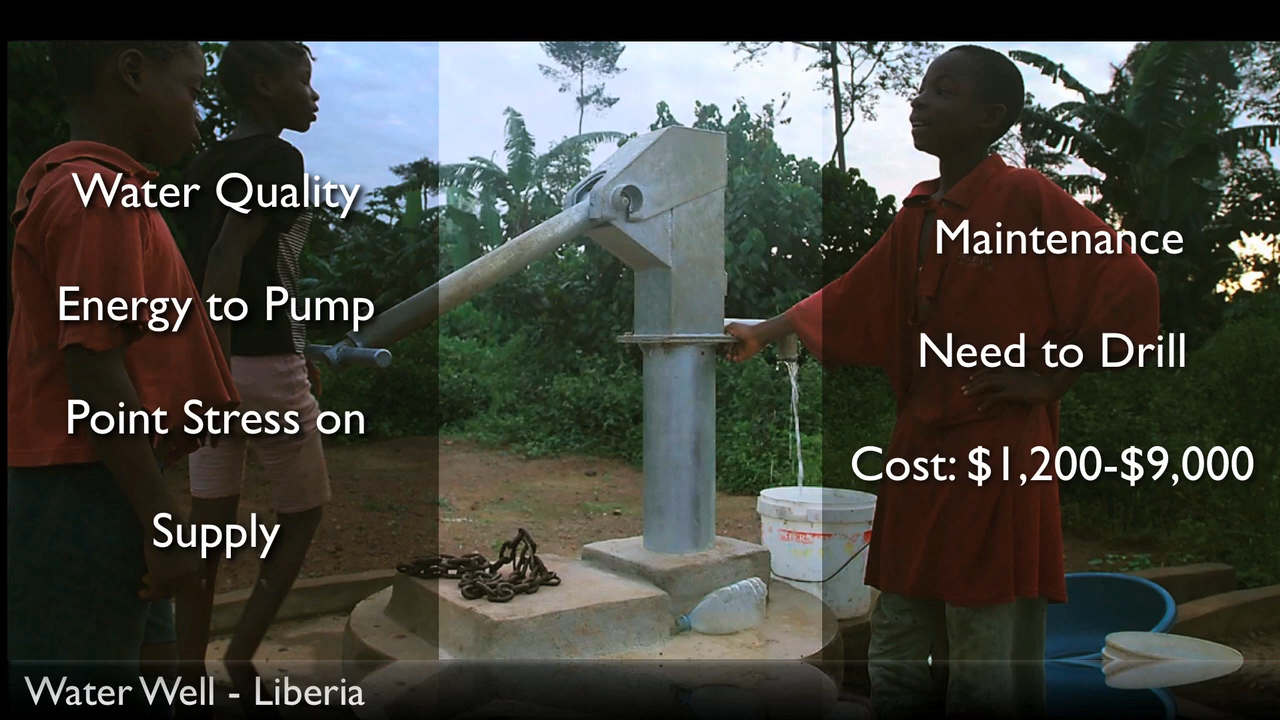 Water Quality
Energy to Pump
Point Stress on
Supply
Maintenance
Need to Drill
Cost: $1,200-$9,000
Water Well - Liberia